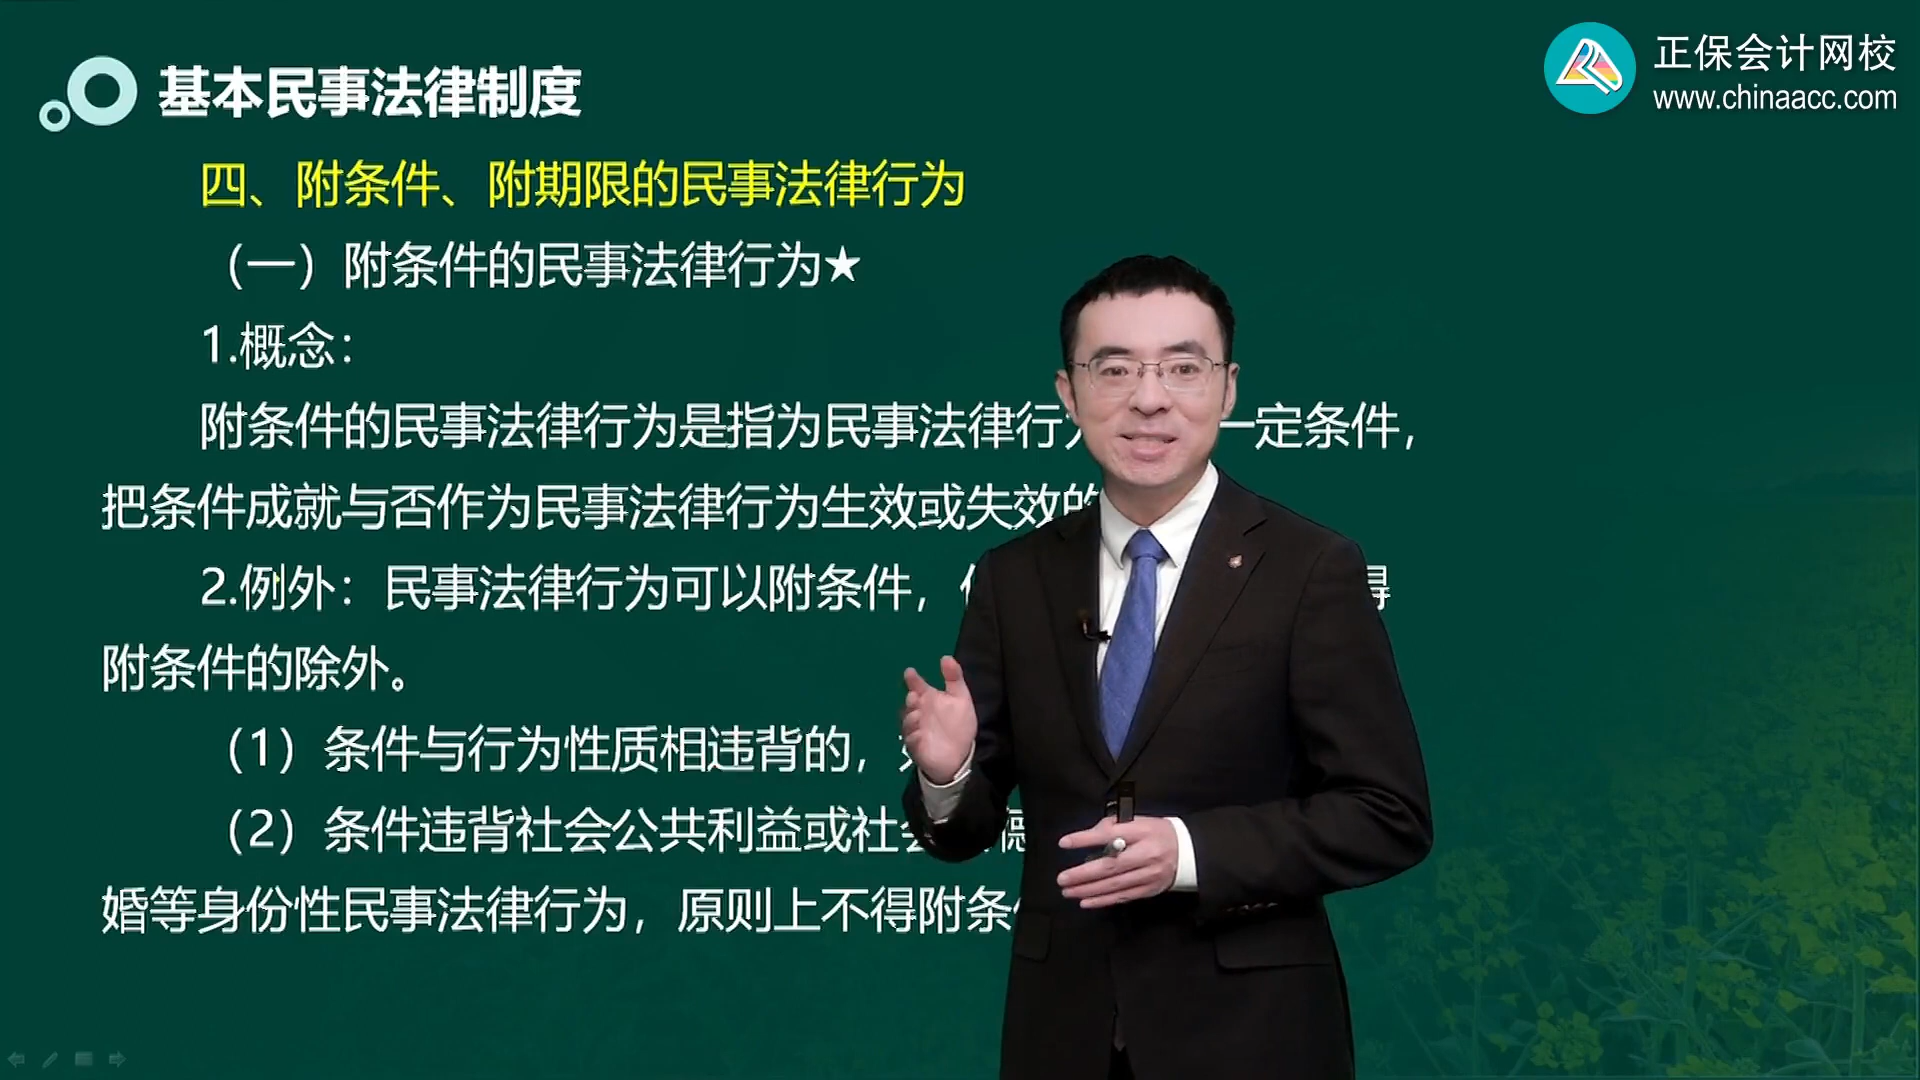 正保会计网校
www.chinaacc.com
基本民事法律制度
四、附条件、附期限的民事法律行为
（一）附条件的民事法律行为★
1.概念：
附条件的民事法律行为是指为民事法律行 一定条件，
把条件成就与否作为民事法律行为生效或失效的
2.例外：民事法律行为可以附条件， 得
附条件的除外。
（1）条件与行为性质相违背的，
（2）条件违背社会公共利益或社会 德
婚等身份性民事法律行为，原则上不得附条